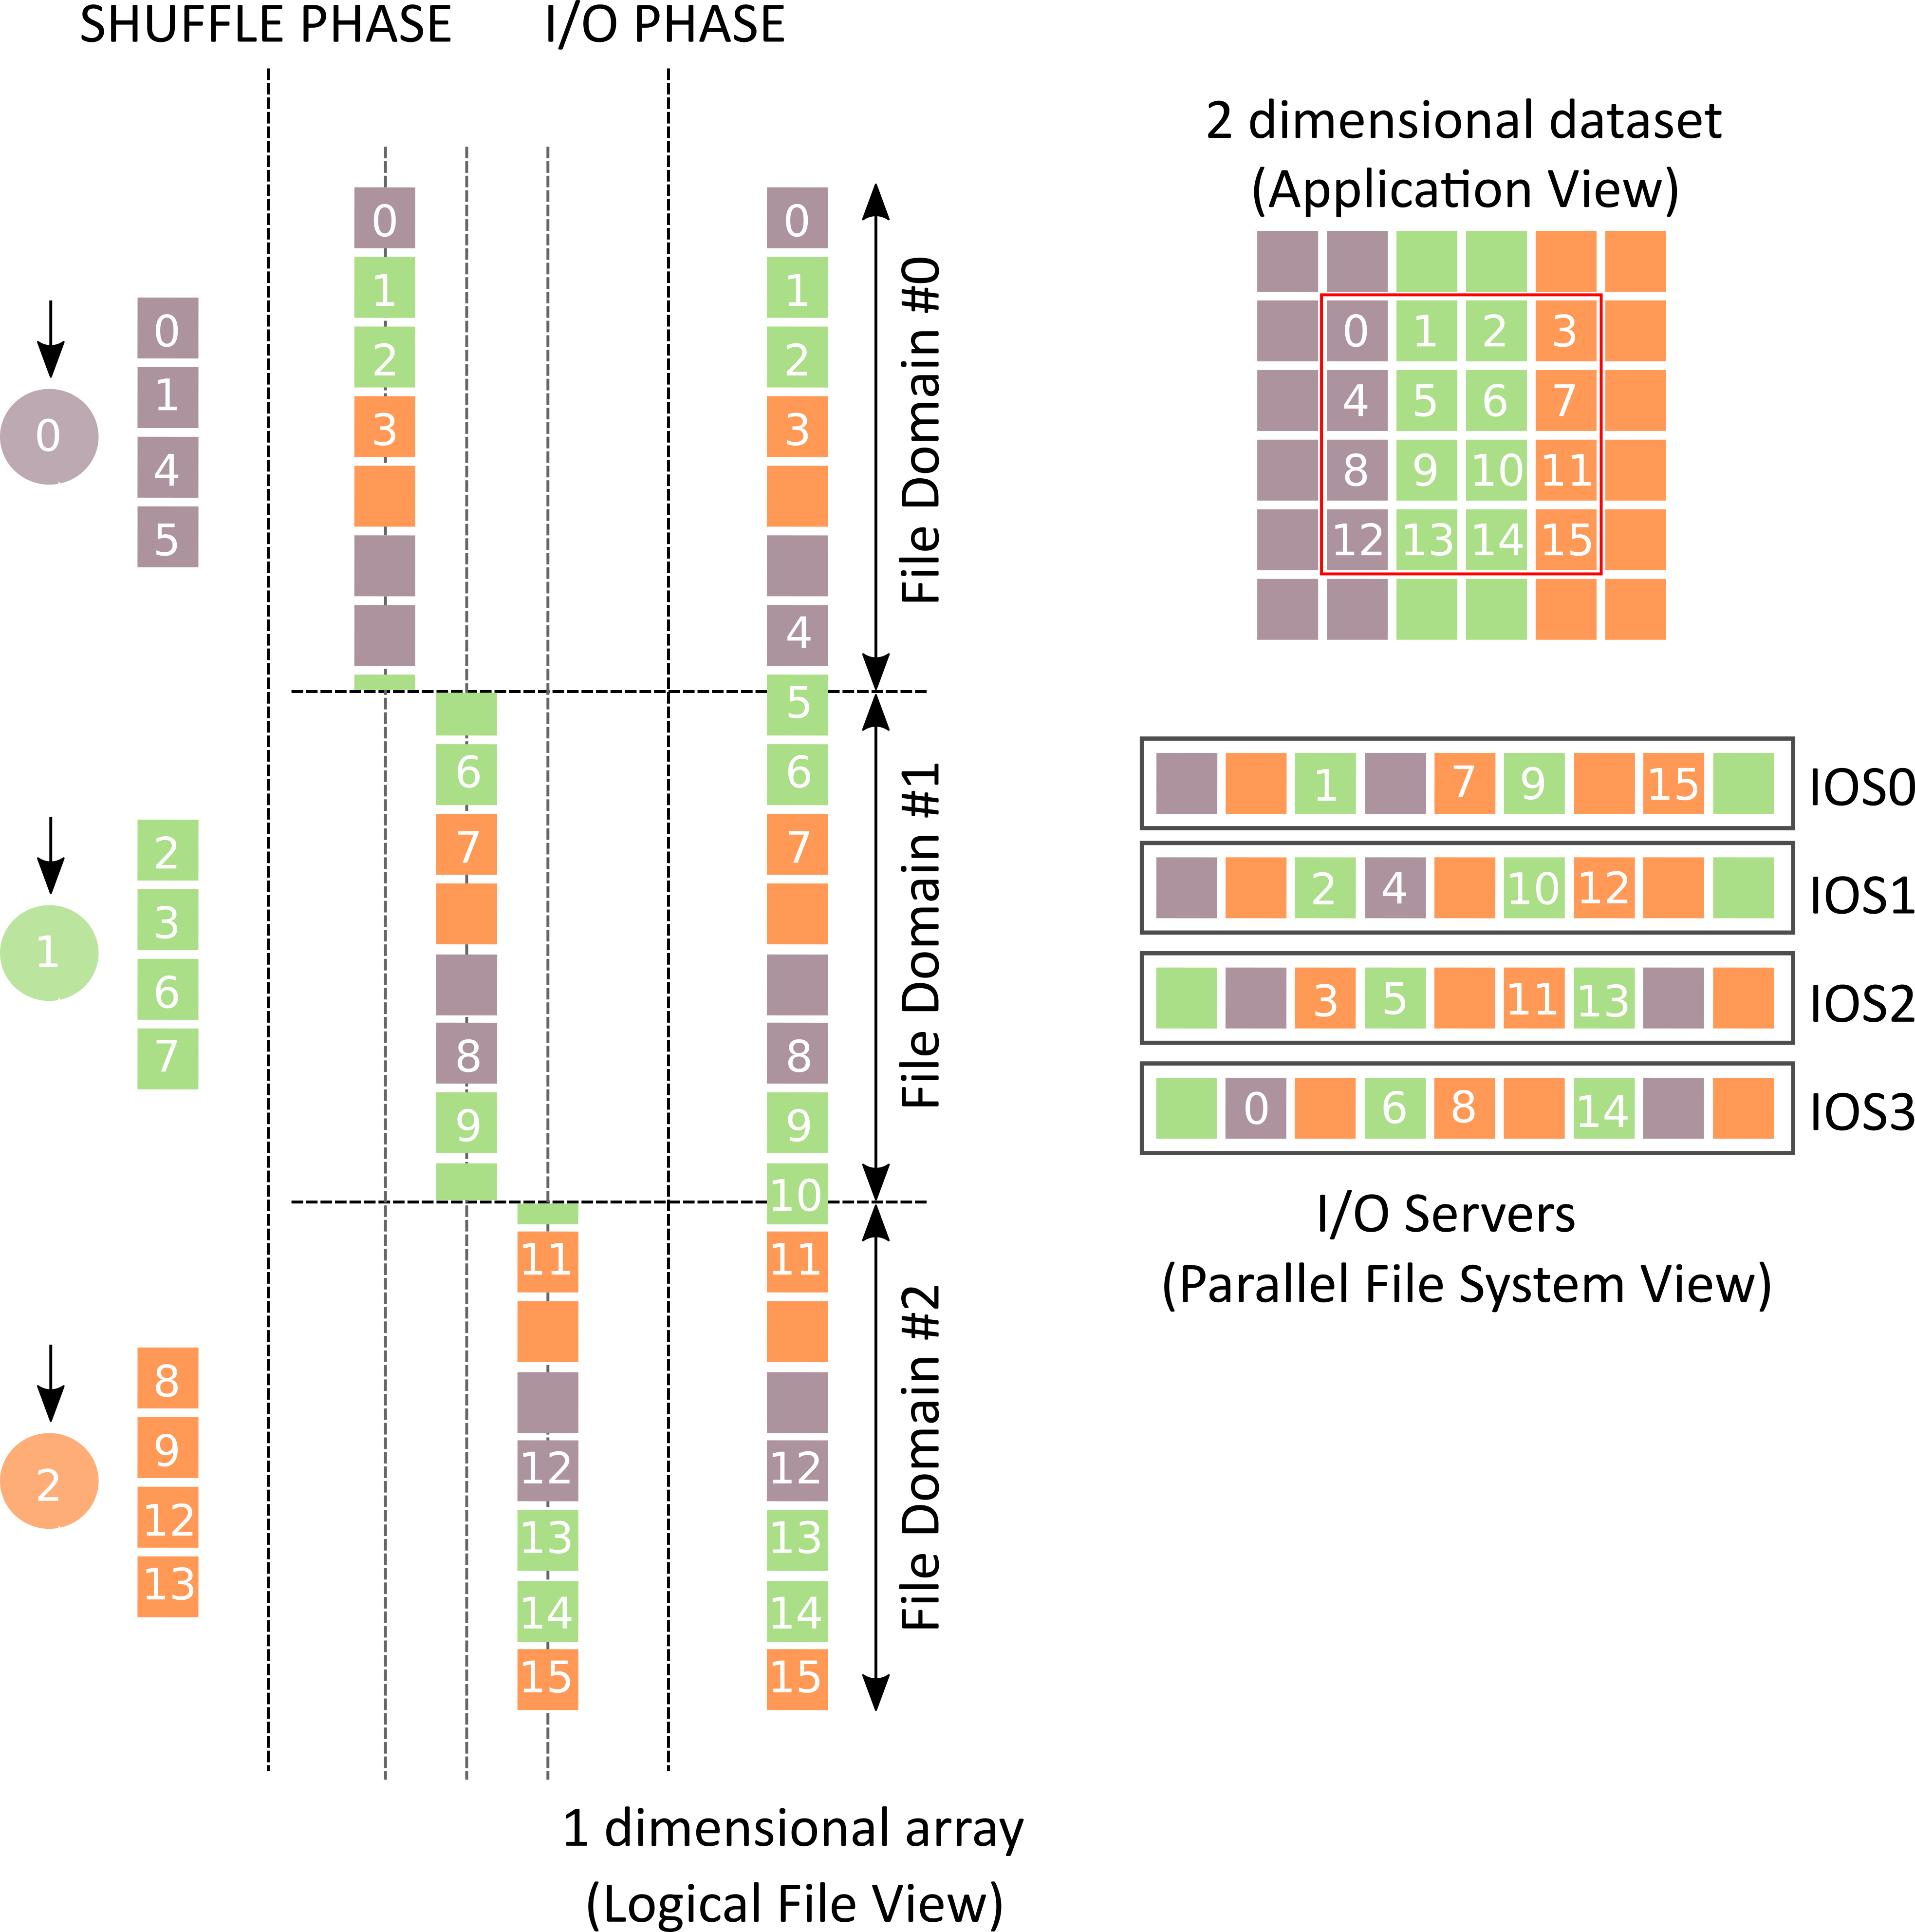 SHUFFLE PHASE
I/O PHASE
0
0
1
4
5
1
2
3
6
7
2
8
9
12
13
0
1
2
3
6
7
8
9
11
12
13
14
15
0
1
2
3
4
5
6
7
8
9
10
11
12
13
14
15
File Domain #0
File Domain #1
File Domain #2
1 dimensional array
(Logical File View)
2 dimensional dataset
(Application View)
0 1 2 3
4 5 6 7
8 9 10 11
12 13 14 15
1 7 9 15 IOS0
2 4 10 12 IOS1
3 5 11 13 IOS2
0 6 8 14 IOS3
I/O Servers
(Parallel File System View)